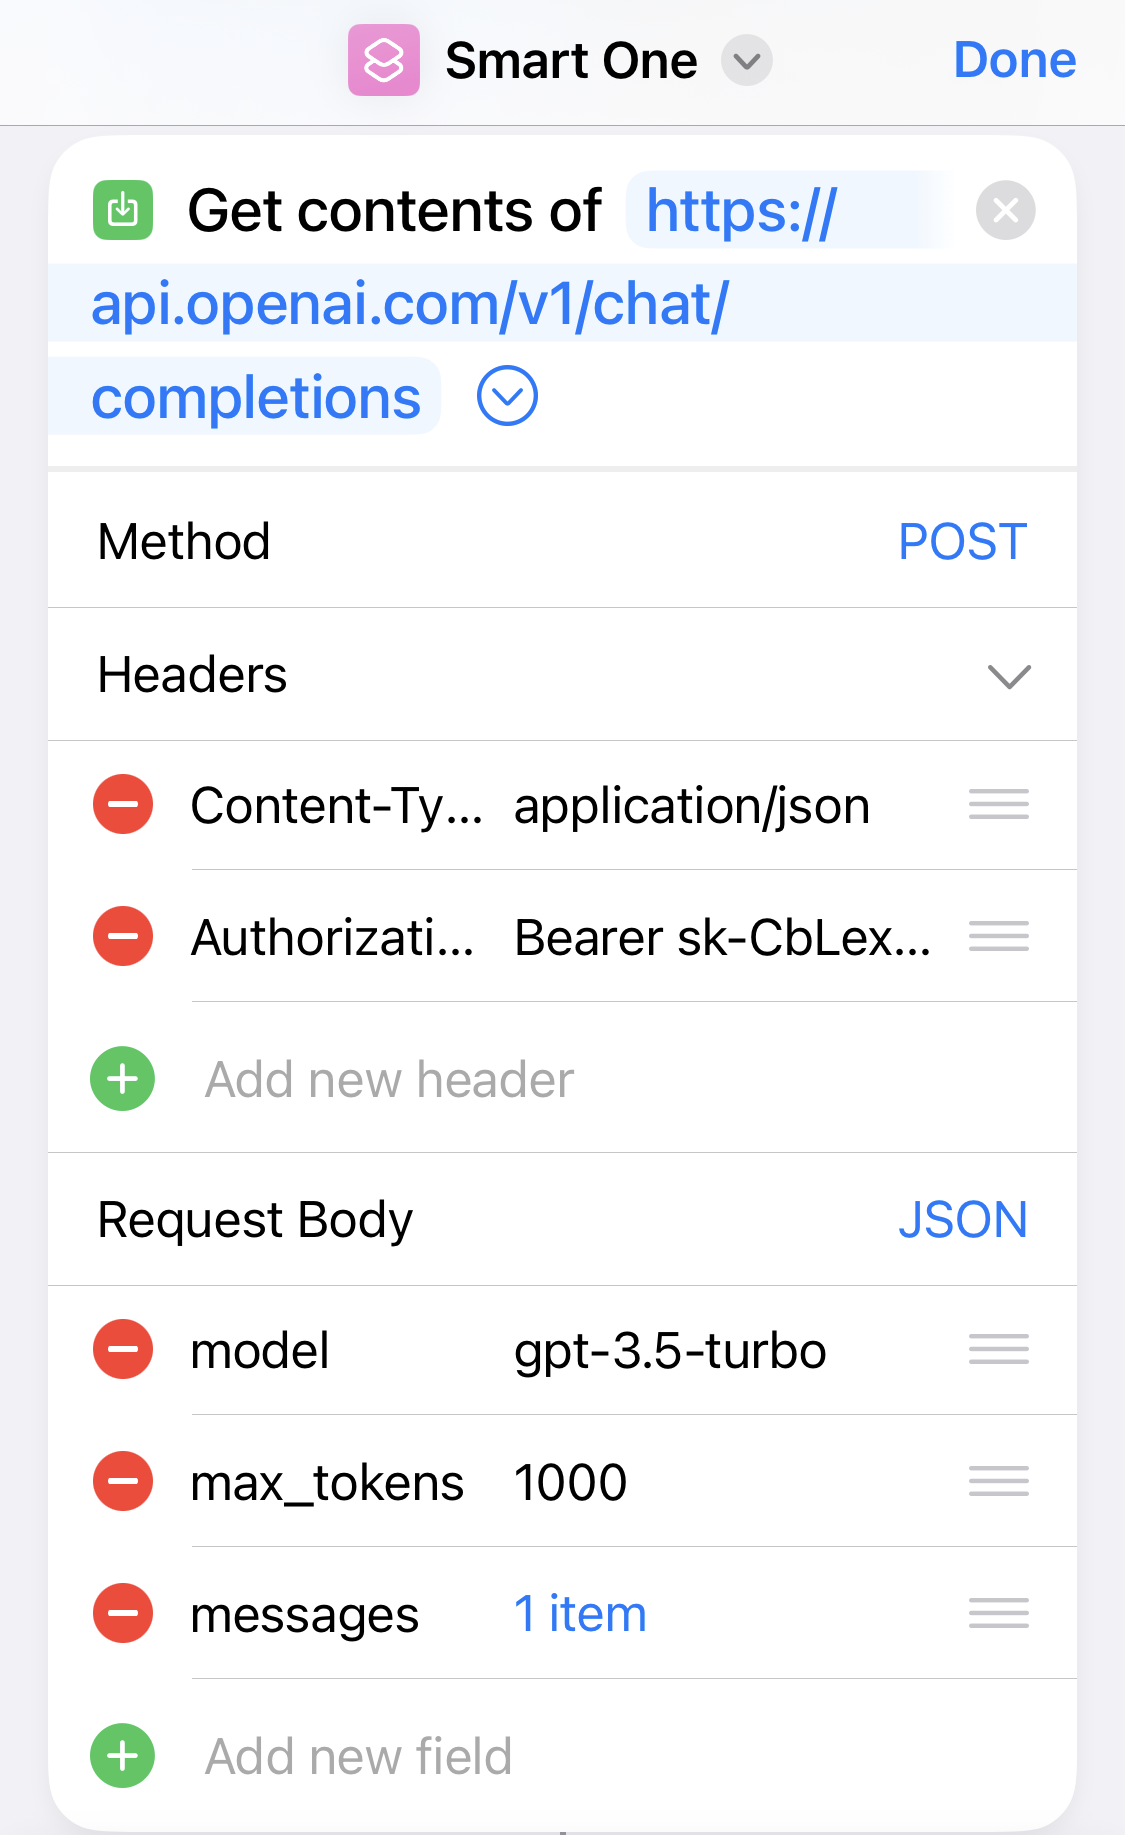 Smart One
Done
Get contents of https://
api.openai.com/v1/chat/
completions
Method POST
Headers
Content-Ty... application/json
Authorizati... Bearer sk-CbLex...
Add new header
Request Body JSON
model gpt-3.5-turbo
max_tokens 1000
messages 1 item
Add new field